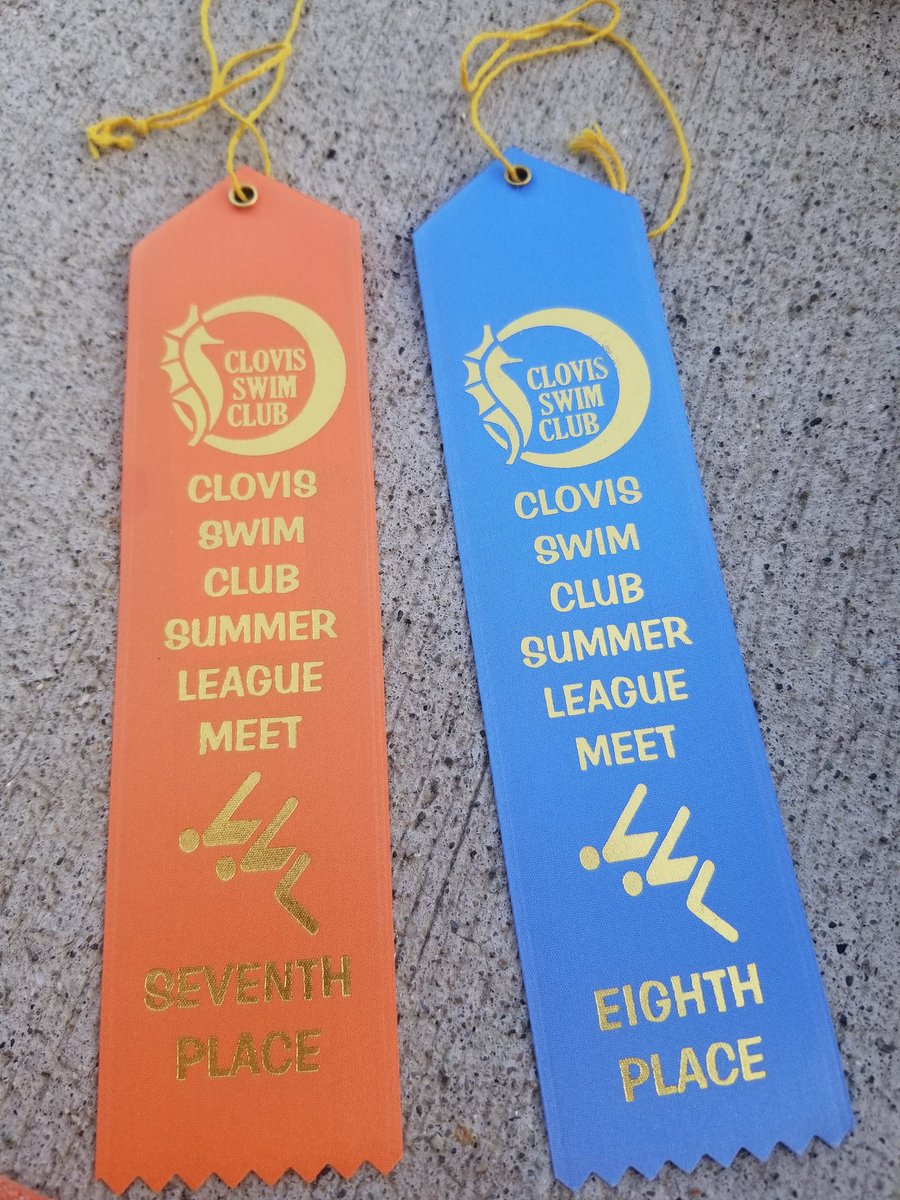 CLOVIS
SWIM
CLUB
CLOVIS
SWIM
CLUB
SUMMER
LEAGUE
MEET
SEVENTH
PLACE
CLOVIS
SWIM
CLUB
CLOVIS
SWIM
CLUB
SUMMER
LEAGUE
MEET
EIGHTH
PLACE